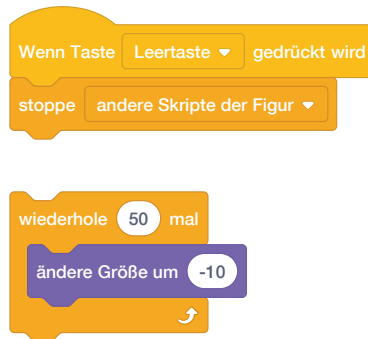 Wenn Taste Leertaste gedrückt wird
stoppe andere Skripte der Figur
wiederhole 50 mal
ändere Größe um -10